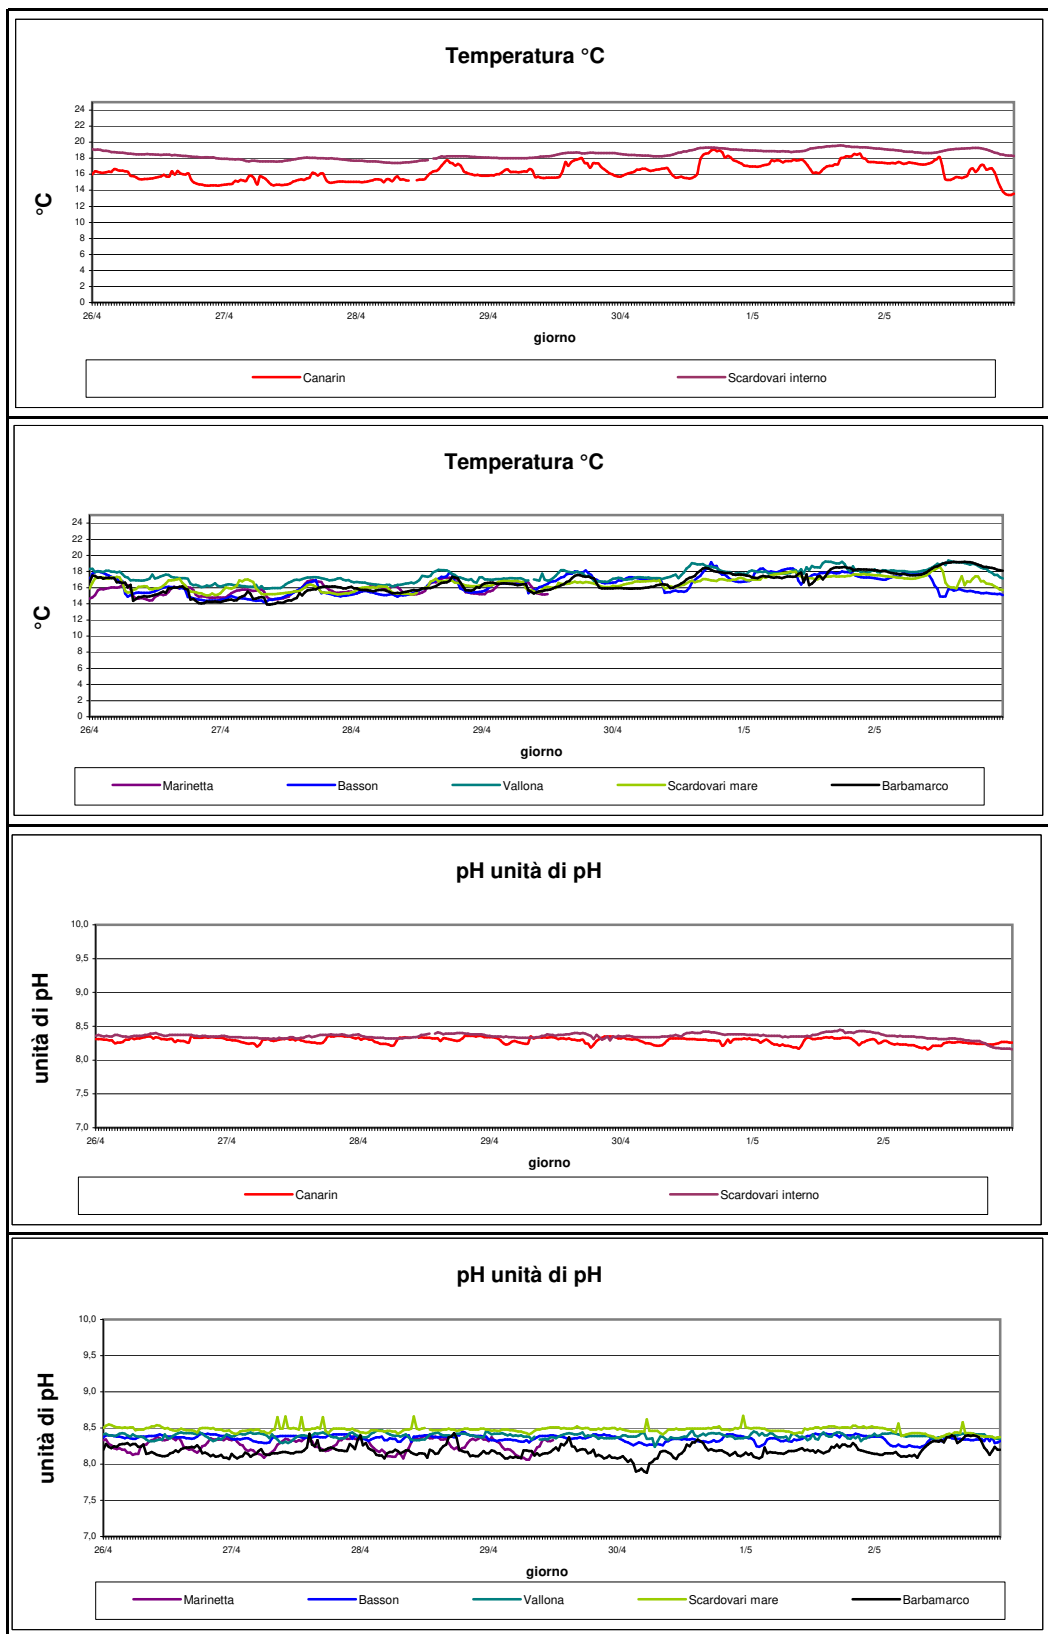 Temperatura °C
24
22
20
18
16
14
12
10
8
6
4
2
0
°C
26/4 27/4 28/4 29/4 30/4 1/5 2/5
giorno
Canarin Scardovari interno
Temperatura °C
24
22
20
18
16
14
12
10
8
6
4
2
0
°C
26/4 27/4 28/4 29/4 30/4 1/5 2/5
giorno
Marinetta Basson Vallona Scardovari mare Barbamarco
pH unità di pH
10,0
9,5
9,0
8,5
8,0
7,5
7,0
unità di pH
26/4 27/4 28/4 29/4 30/4 1/5 2/5
giorno
Canarin Scardovari interno
pH unità di pH
10,0
9,5
9,0
8,5
8,0
7,5
7,0
unità di pH
26/4 27/4 28/4 29/4 30/4 1/5 2/5
giorno
Marinetta Basson Vallona Scardovari mare Barbamarco